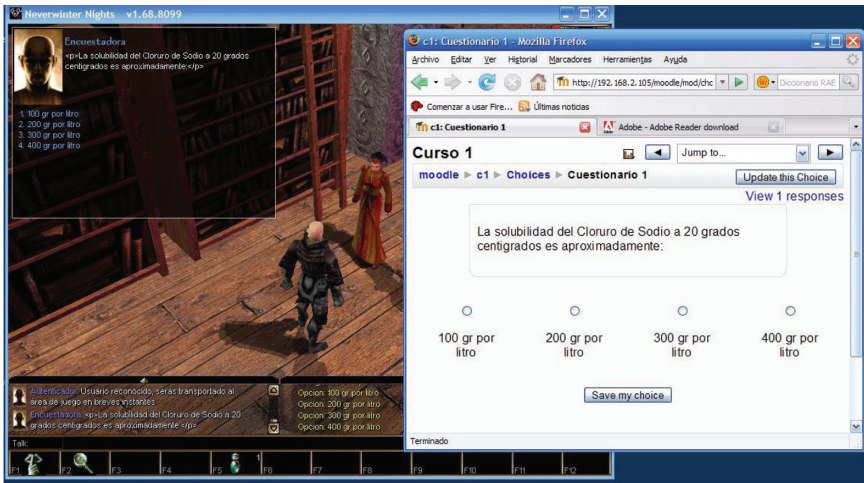 Neverwinter Nights v1.68.8099
Encuestadora
<p>La solubilidad del Cloruro de Sodio a 20 grados
centigrados es aproximadamente:</p>
1. 100 gr por litro
2. 200 gr por litro
3. 300 gr por litro
4. 400 gr por litro
Autenticador: Usuario reconocido, seras transportado al
área de juego en breves instantes
Encuestadora: <p>La solubilidad del Cloruro de Sodio a 20
grados centigrados es aproximadamente:</p>
Opcion: 100 gr por litro
Opcion: 200 gr por litro
Opcion: 300 gr por litro
Opcion: 400 gr por litro
Talk:
F1 F2 F3 F4 F5 1 F6 F7 F8 F9 F10 F11 F12
c1: Cuestionario 1 - Mozilla Firefox
Archivo Editar Ver Historial Marcadores Herramientas Ayuda
http://192.168.2.105/moodle/mod/chc
Diccionario RAE
Comenzar a usar Fire... Últimas noticias
c1: Cuestionario 1
Adobe - Adobe Reader download
Curso 1
Jump to...
moodle ► c1 ► Choices ► Cuestionario 1
Update this Choice
View 1 responses
La solubilidad del Cloruro de Sodio a 20 grados
centigrados es aproximadamente:
100 gr por
litro
200 gr por
litro
300 gr por
litro
400 gr por
litro
Save my choice
Terminado